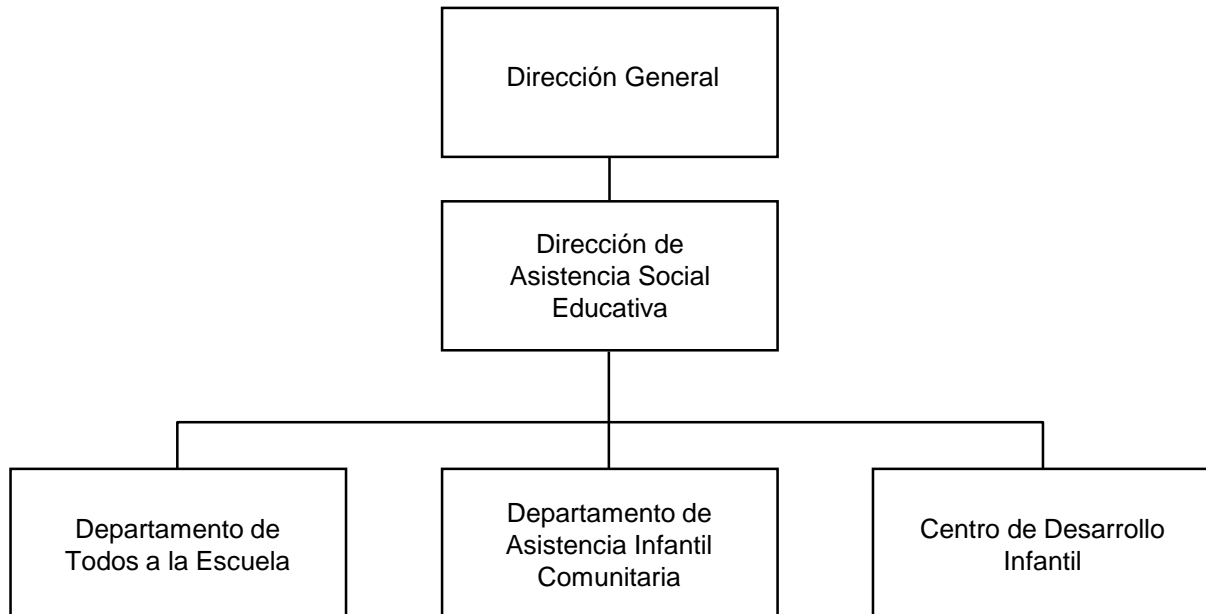 Dirección General
Dirección de
Asistencia Social
Educativa
Departamento de
Todos a la Escuela
Departamento de
Asistencia Infantil
Comunitaria
Centro de Desarrollo
Infantil